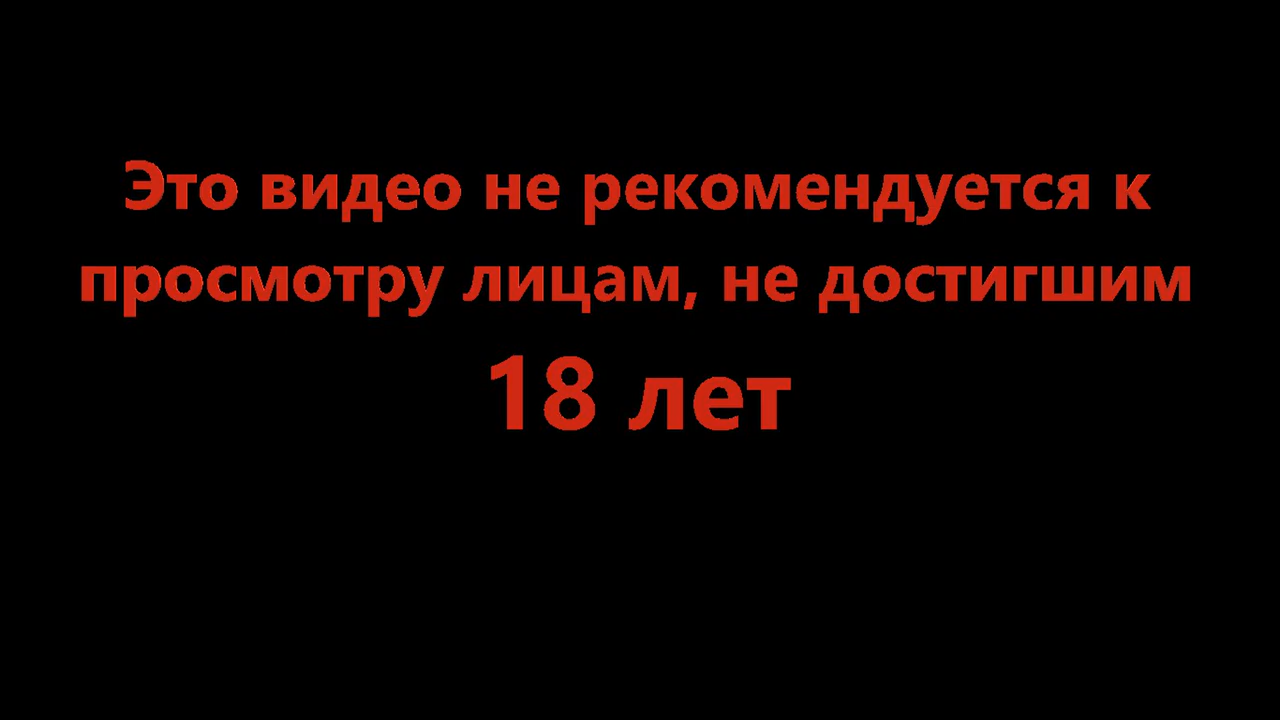 Это видео не рекомендуется к
просмотру лицам, не достигшим
18 лет